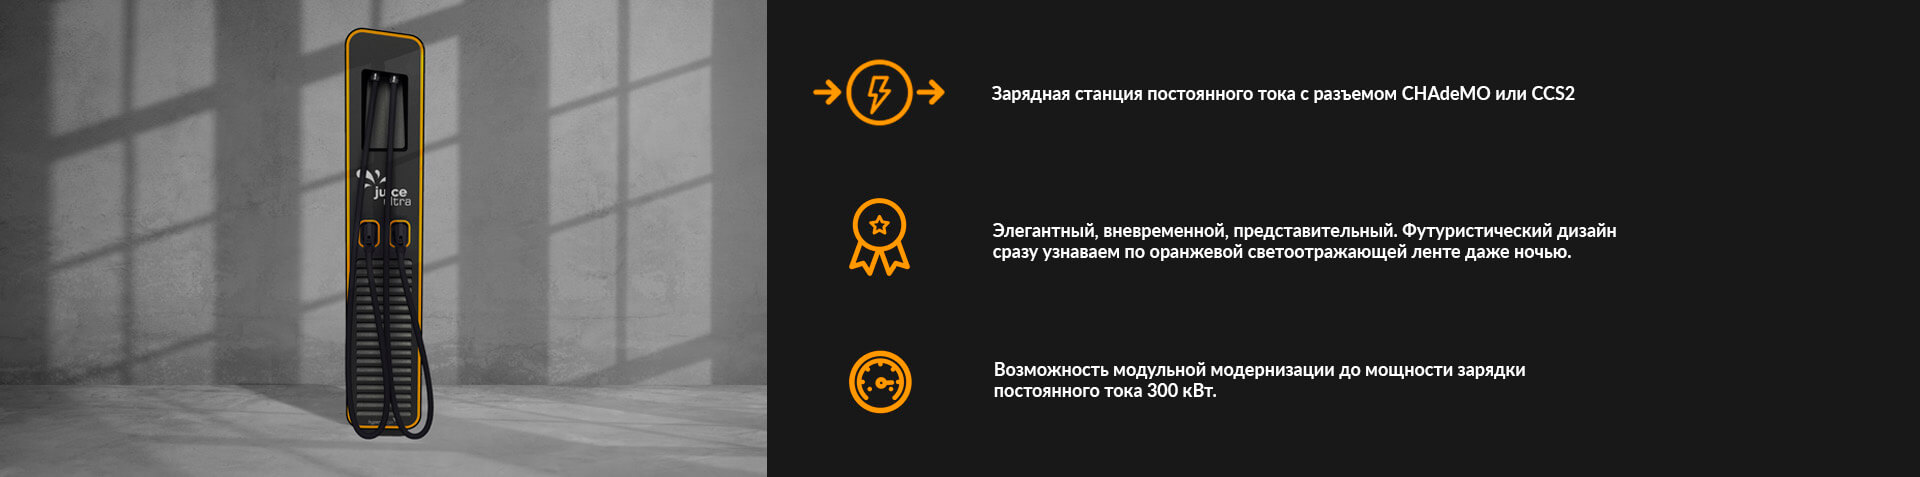 juice
ultra
Зарядная станция постоянного тока с разъемом CHAdeMO или CCS2
Элегантный, вневременной, представительный. Футуристический дизайн
сразу узнаваем по оранжевой светоотражающей ленте даже ночью.
Возможность модульной модернизации до мощности зарядки
постоянного тока 300 кВт.